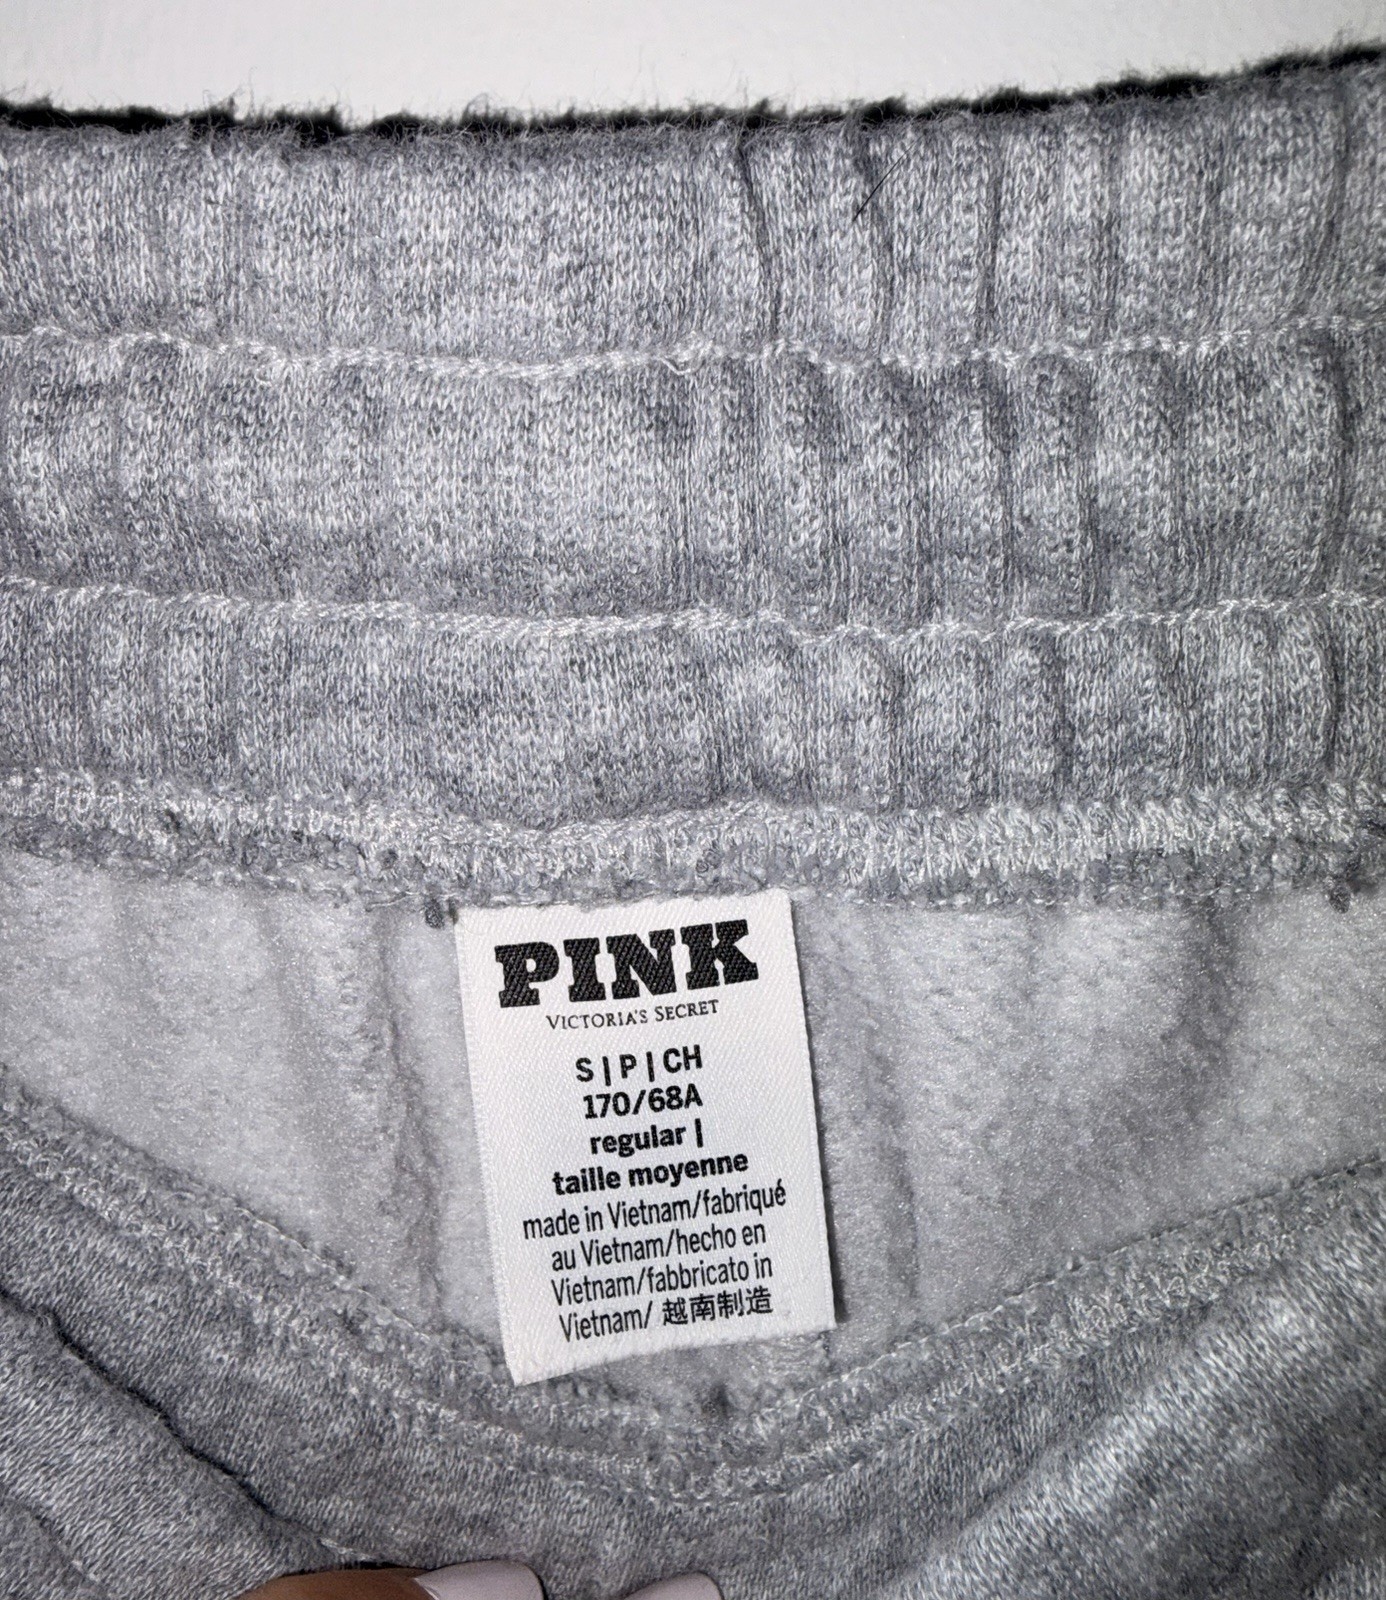 PINK
VICTORIA'S SECRET
S | P | CH
170/68A
regular |
taille moyenne
made in Vietnam/fabriqué
au Vietnam/hecho en
Vietnam/fabbricato in
Vietnam/ 越南制造